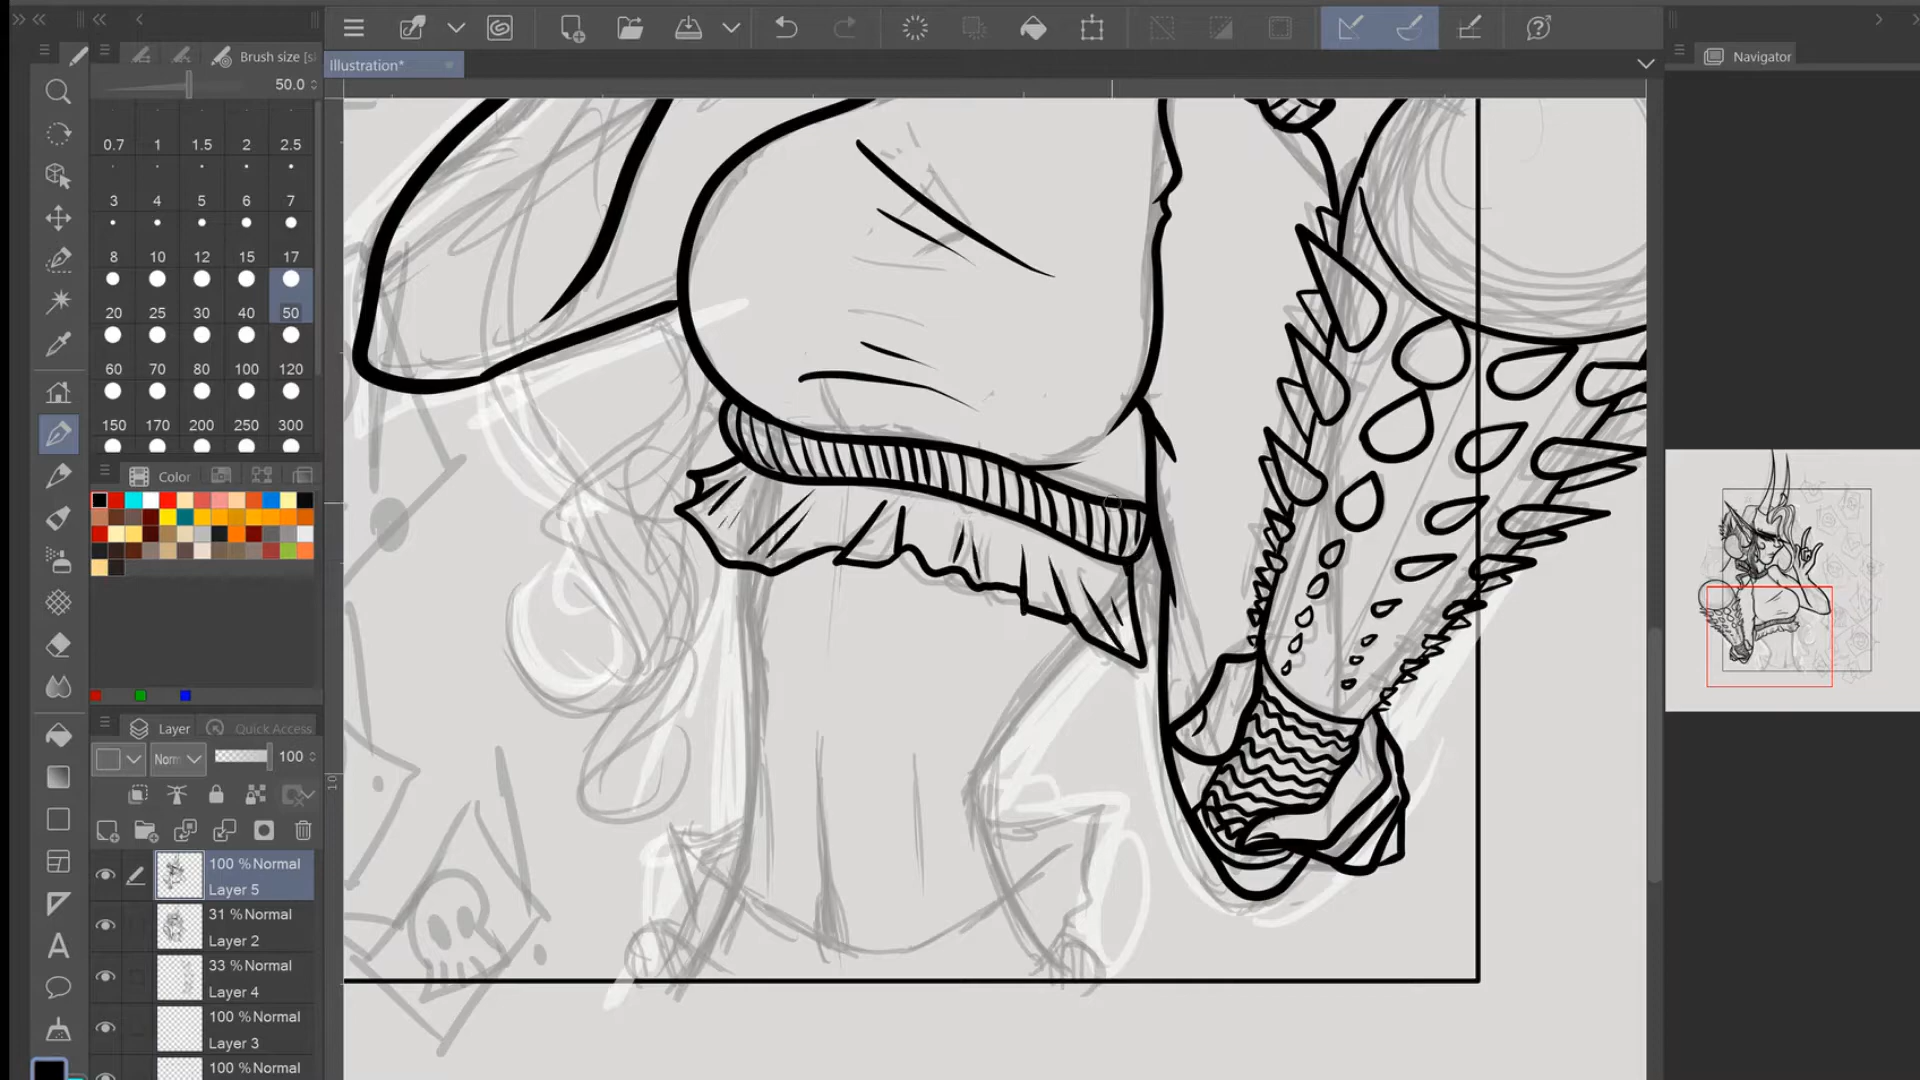 Brush size [s
Illustration*
Navigator
50.0
0.7 1 1.5 2 2.5
3 4 5 6 7
8 10 12 15 17
20 25 30 40 50
60 70 80 100 120
150 170 200 250 300
Color
Layer Quick Access
Norm 100
100 %Normal
Layer 5
31 %Normal
Layer 2
33 %Normal
Layer 4
100 %Normal
Layer 3
100 %Normal
10